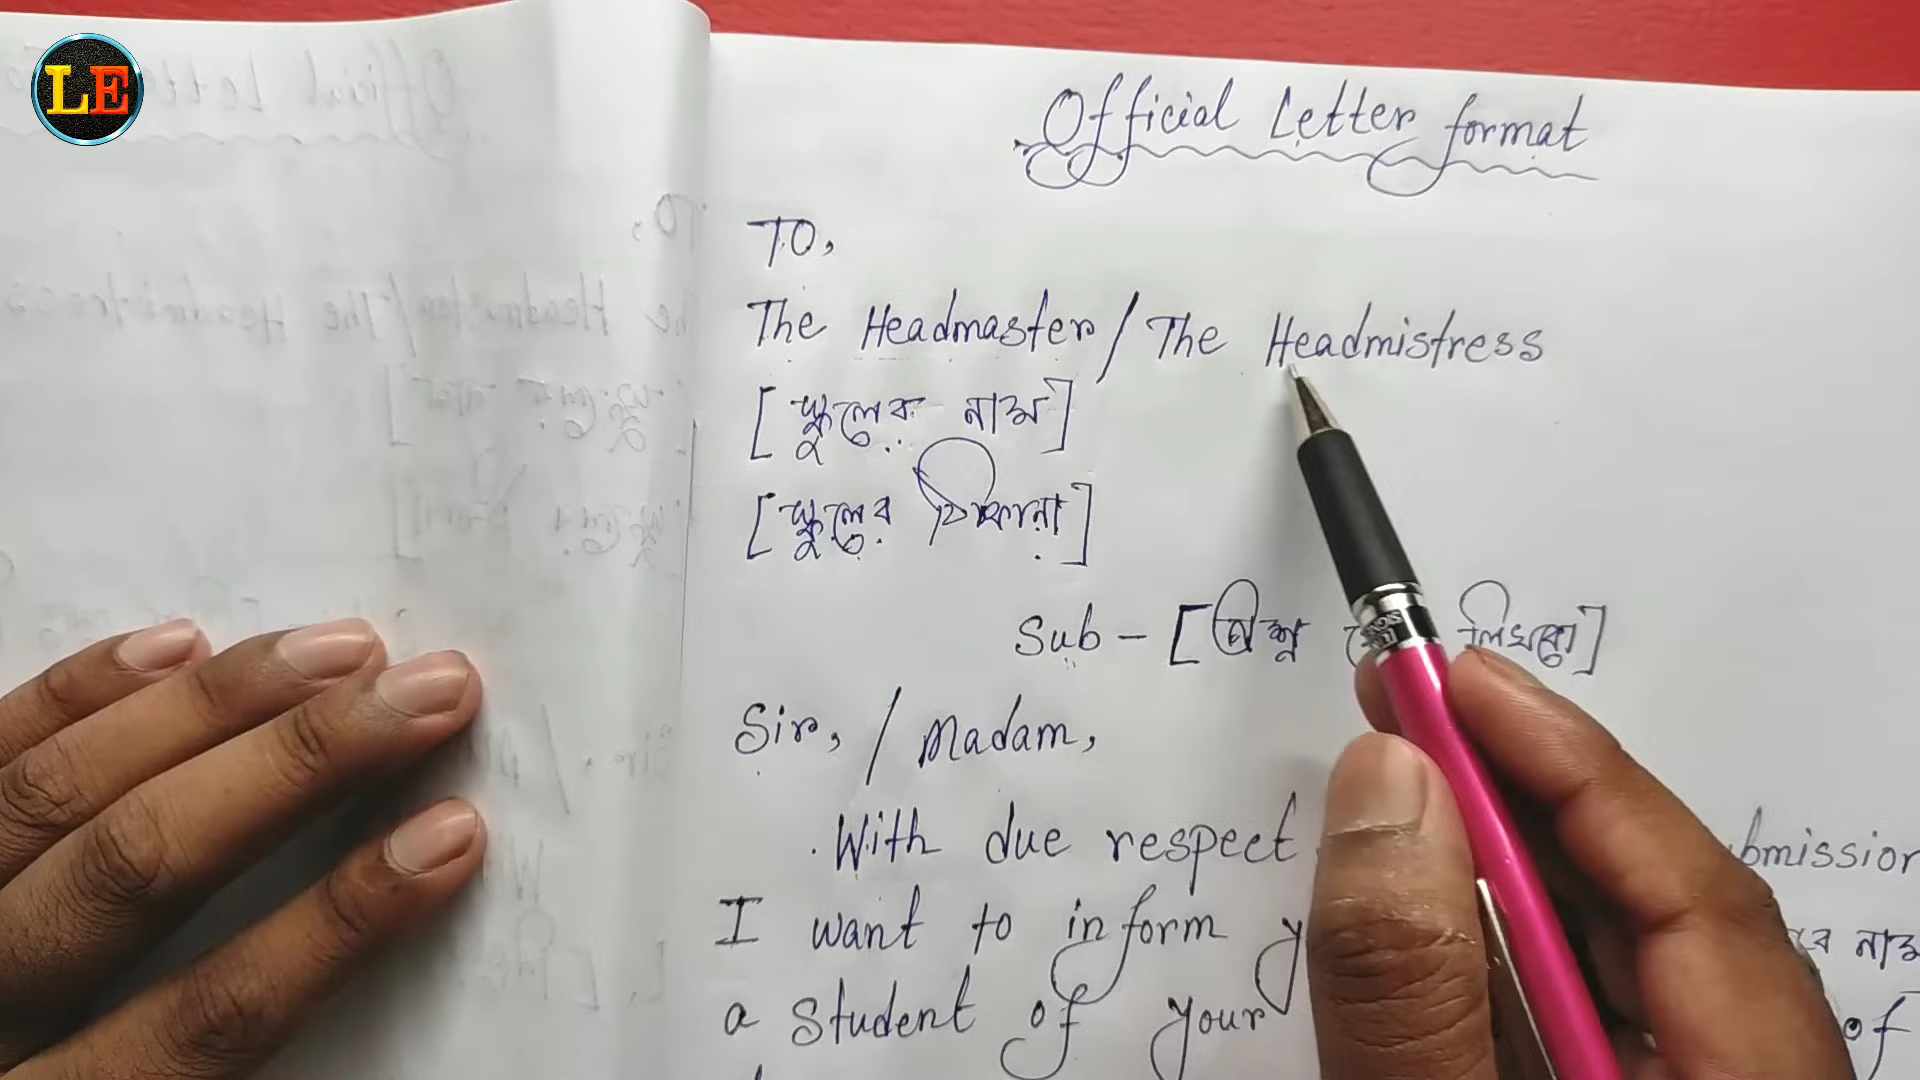 LE
Official Letter format
TO,
The Headmaster / The Headmistress
[স্কুলের নাম]
[স্কুলের ঠিকানা]
Sub - [
Sir, / Madam,
With due respect
I want to inform
নাম
a student of your of